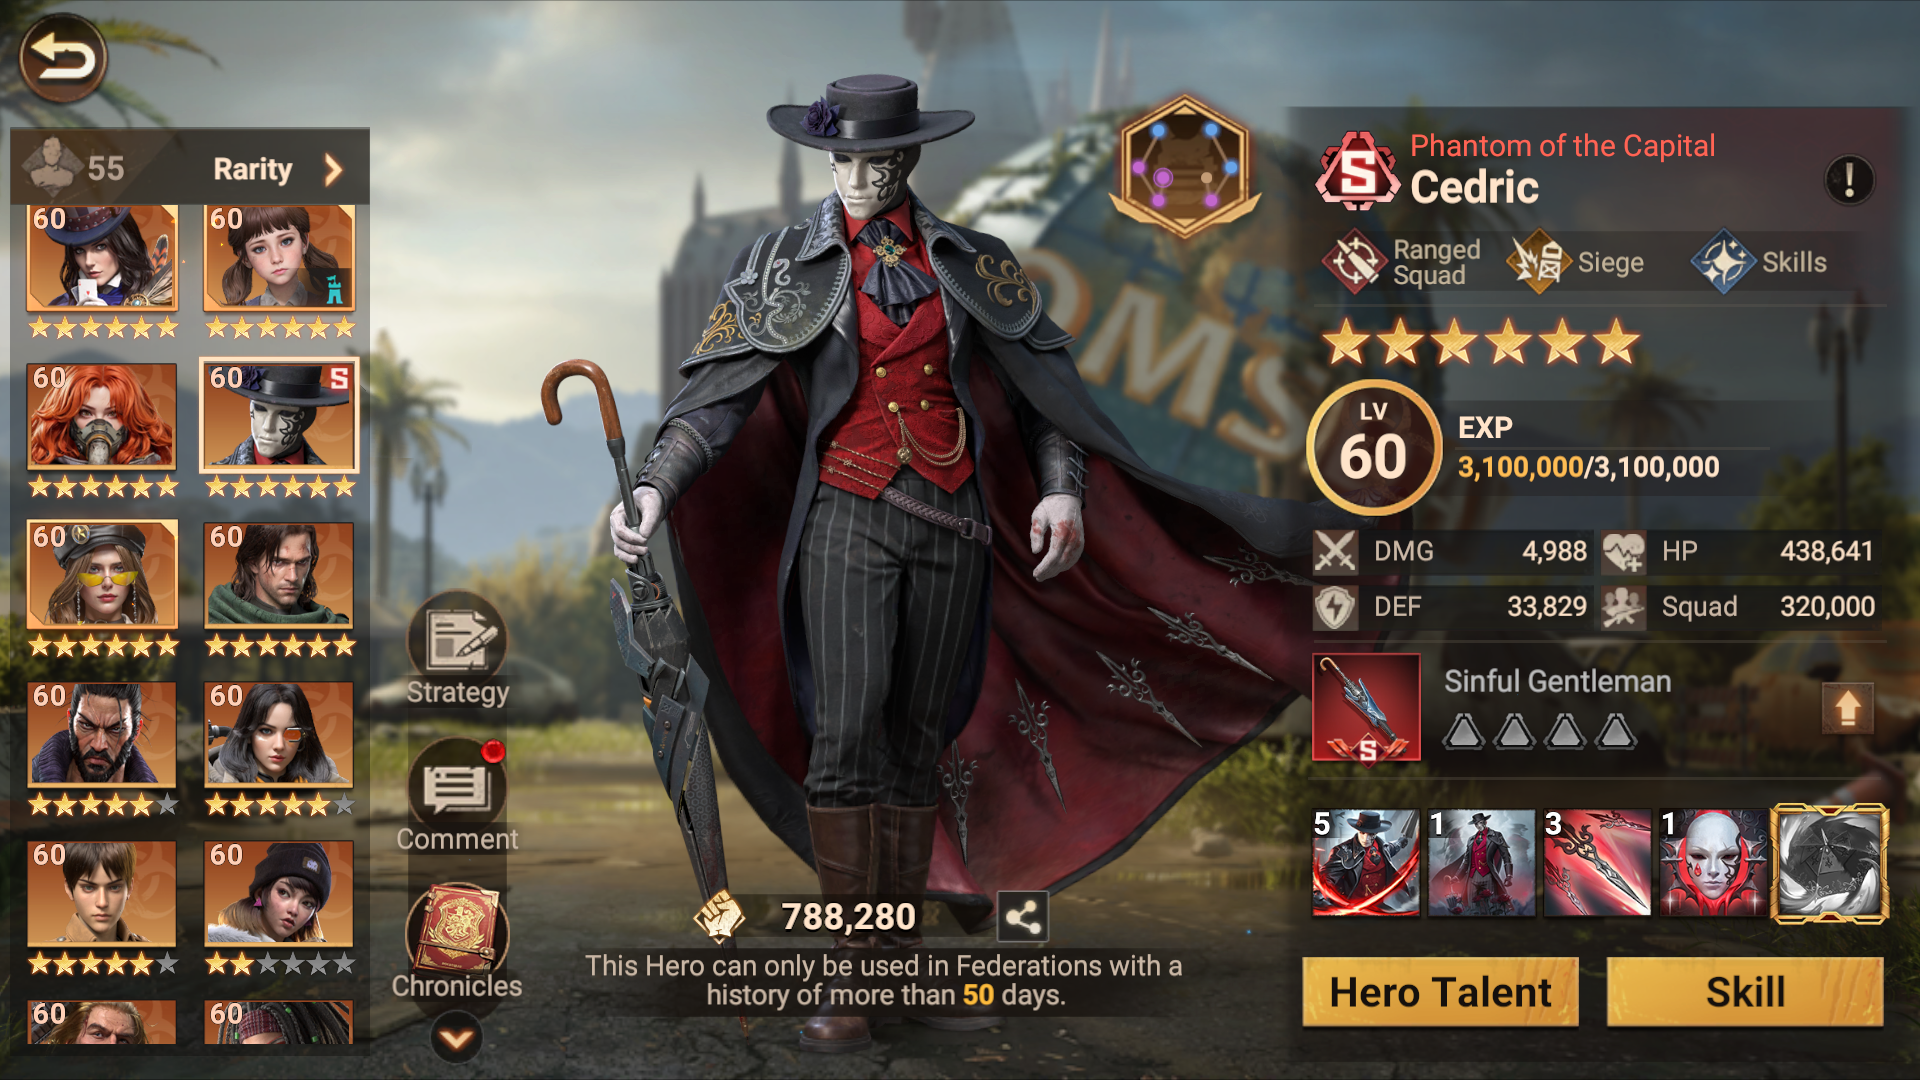 55
Rarity
60
60
60
60
S
60
60
60
60
60
60
60
60
Strategy
Comment
Chronicles
OMS
788,280
This Hero can only be used in Federations with a
history of more than 50 days.
S
Phantom of the Capital
Cedric
!
Ranged
Squad
Siege
Skills
LV
60
EXP
3,100,000/3,100,000
DMG
4,988
HP
438,641
DEF
33,829
Squad
320,000
Sinful Gentleman
S
5
1
3
1
Hero Talent
Skill